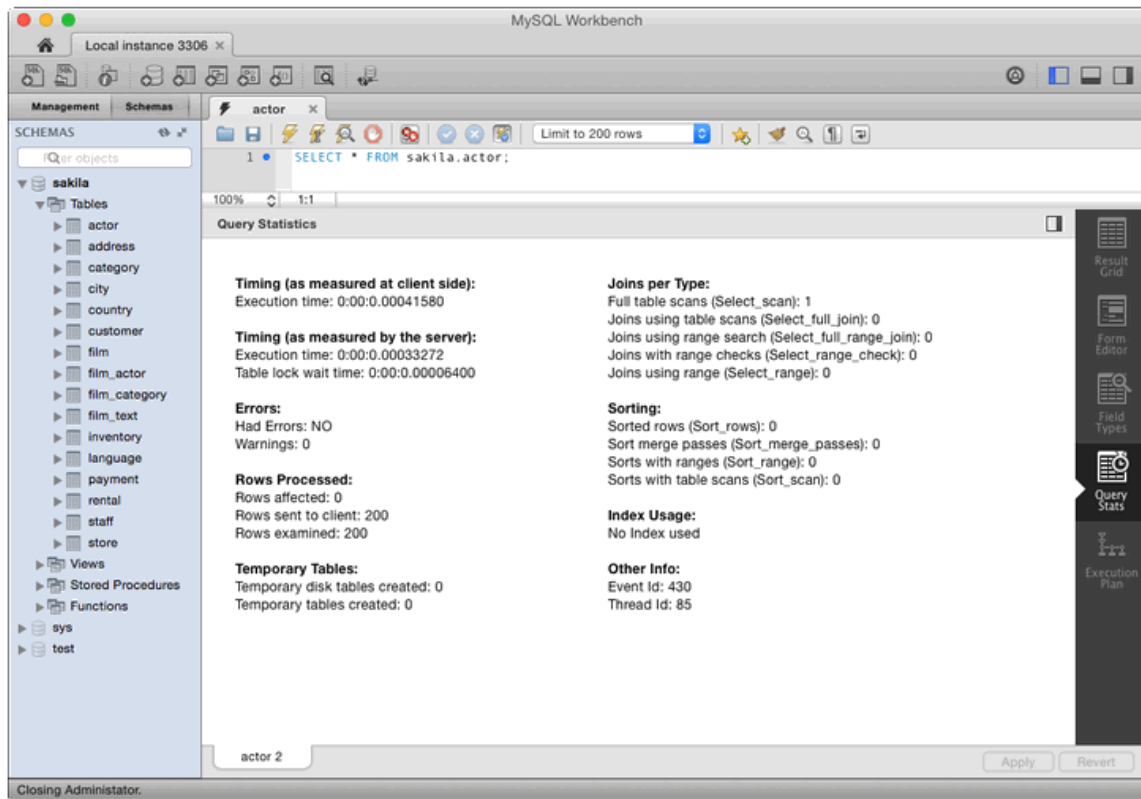 MySQL Workbench
Local instance 3306
Management Schemas
actor
SCHEMAS
Limit to 200 rows
objects
1 SELECT * FROM sakila.actor;
100% 1:1
sakila
Tables
actor
address
category
city
country
customer
film
film_actor
film_category
film_text
inventory
language
payment
rental
staff
store
Views
Stored Procedures
Functions
sys
test
Query Statistics
Timing (as measured at client side):
Execution time: 0:00:0.00041580
Timing (as measured by the server):
Execution time: 0:00:0.00033272
Table lock wait time: 0:00:0.00006400
Errors:
Had Errors: NO
Warnings: 0
Rows Processed:
Rows affected: 0
Rows sent to client: 200
Rows examined: 200
Temporary Tables:
Temporary disk tables created: 0
Temporary tables created: 0
Joins per Type:
Full table scans (Select_scan): 1
Joins using table scans (Select_full_join): 0
Joins using range search (Select_full_range_join): 0
Joins with range checks (Select_range_check): 0
Joins using range (Select_range): 0
Sorting:
Sorted rows (Sort_rows): 0
Sort merge passes (Sort_merge_passes): 0
Sorts with ranges (Sort_range): 0
Sorts with table scans (Sort_scan): 0
Index Usage:
No Index used
Other Info:
Event Id: 430
Thread Id: 85
Result
Grid
Form
Editor
Field
Types
Query
Stats
Execution
Plan
actor 2
Apply Revert
Closing Administator.